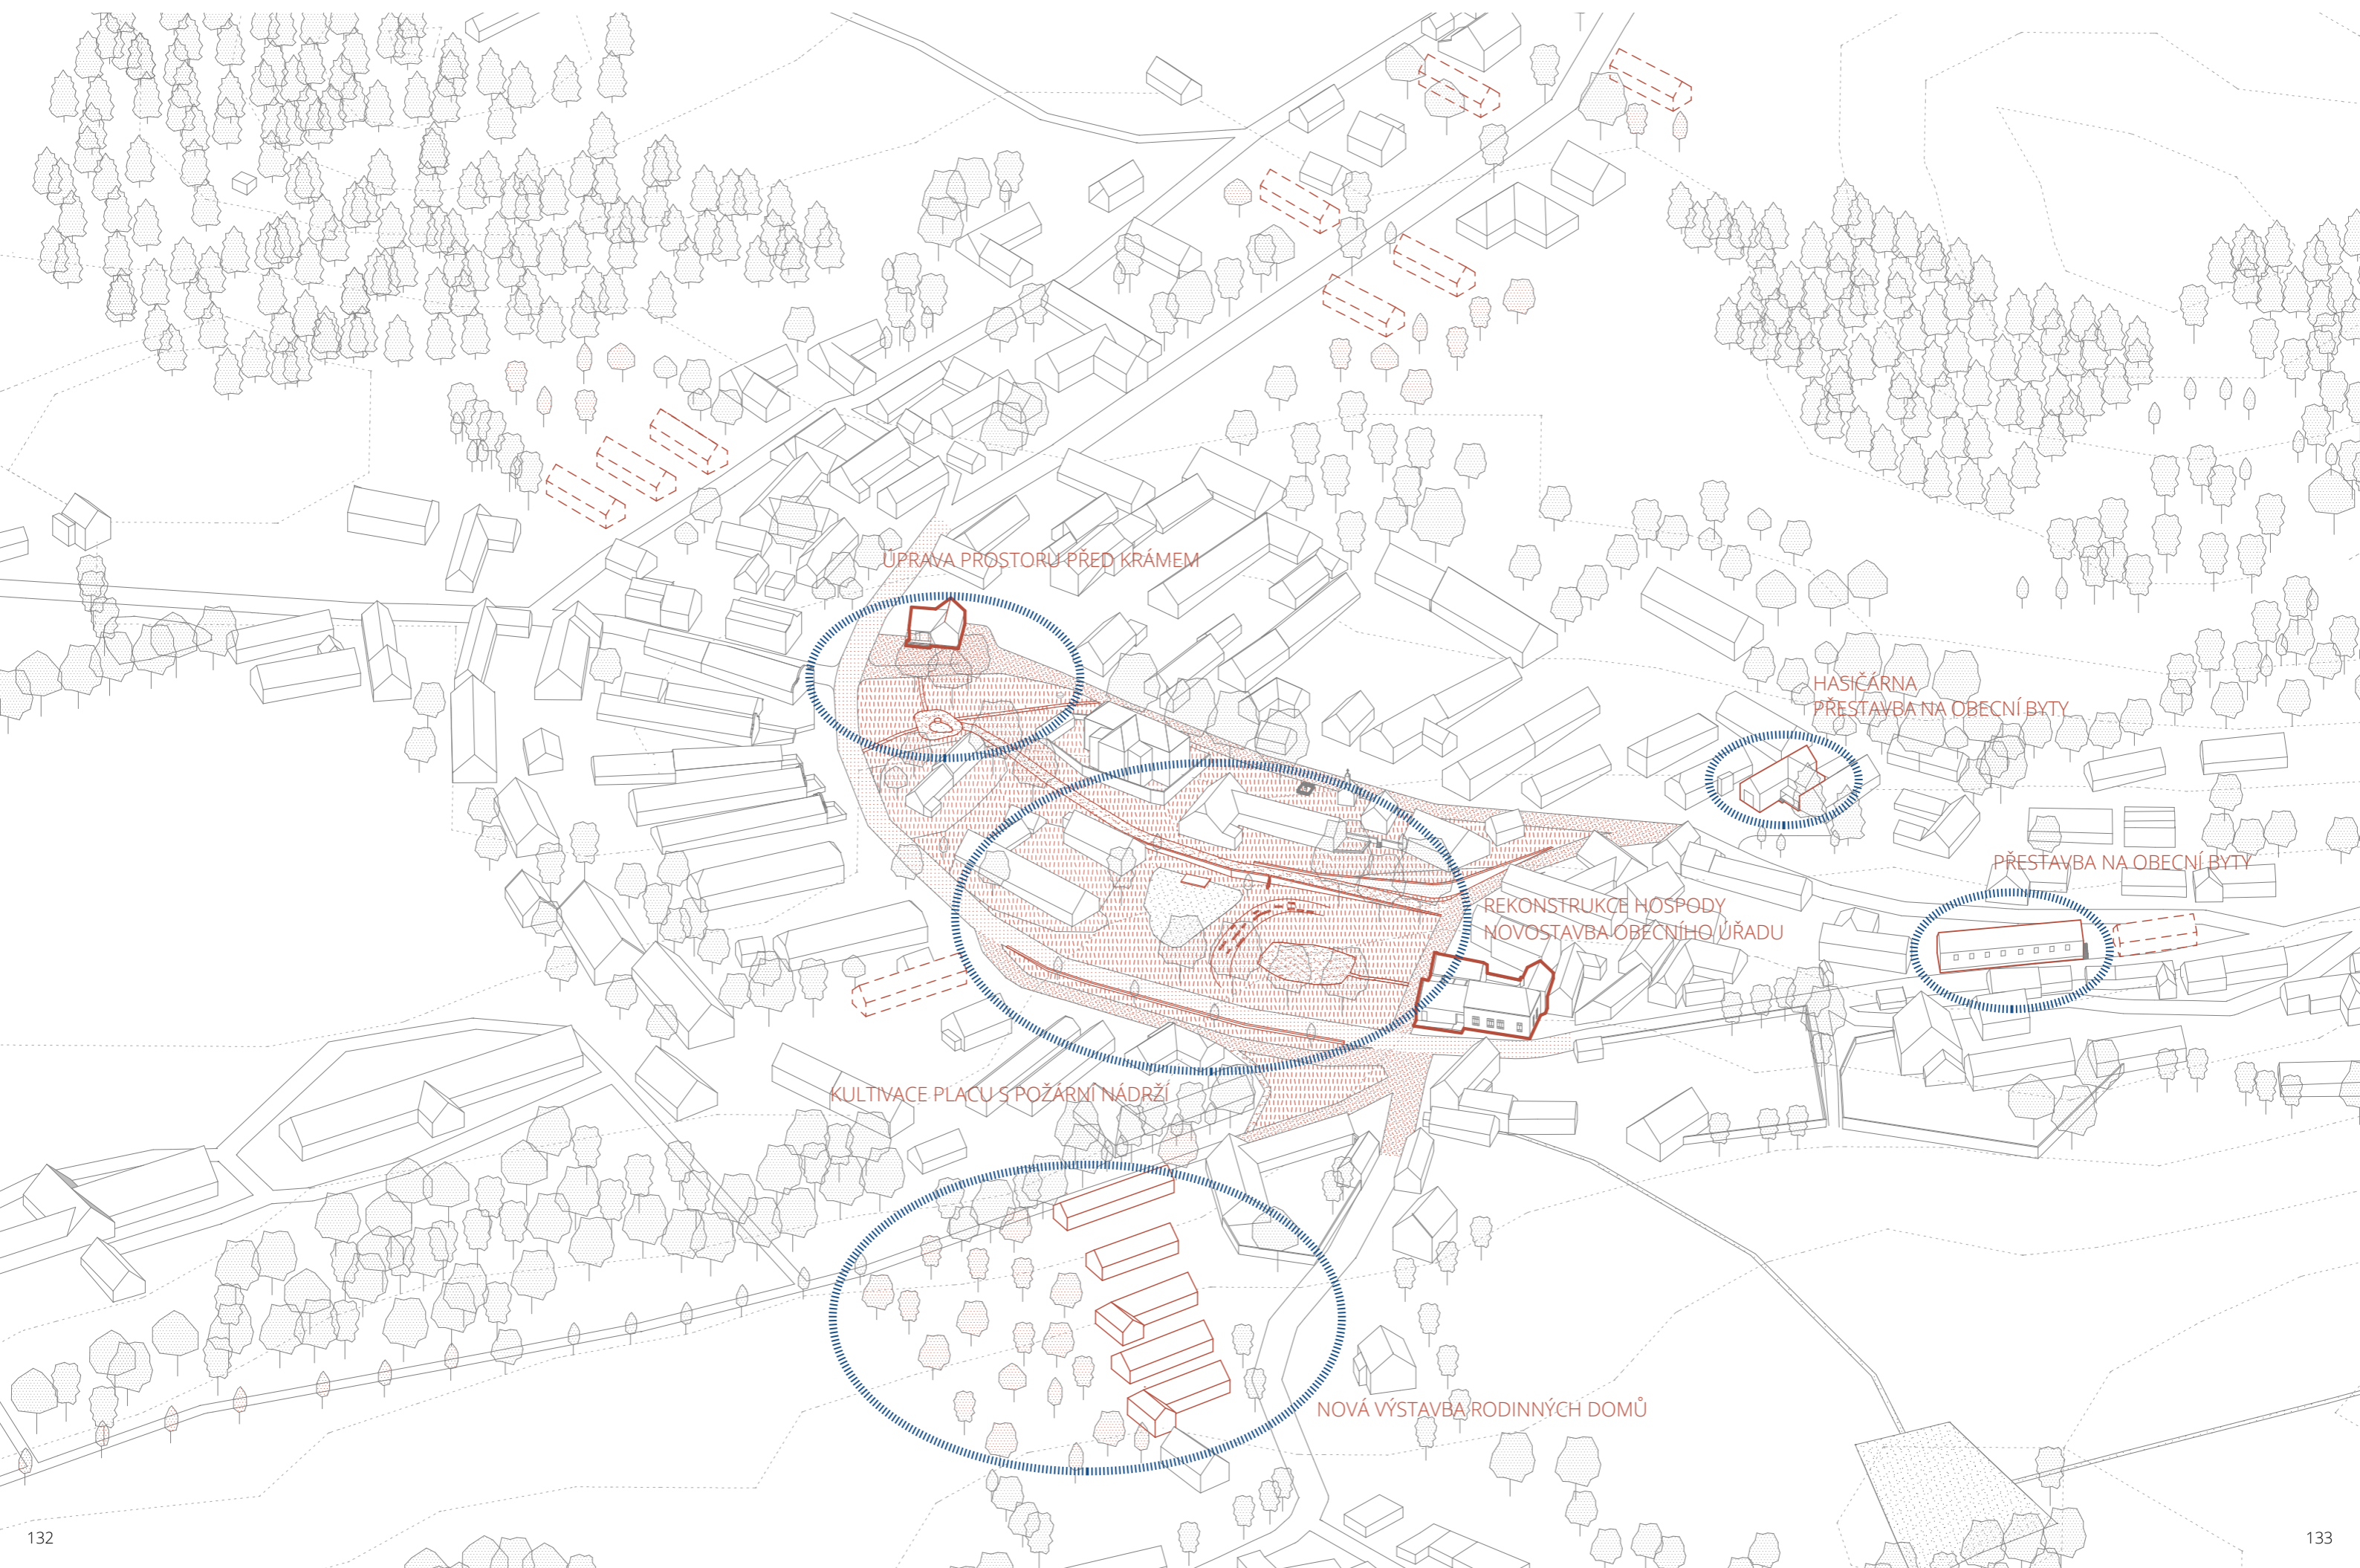 ÚPRAVA PROSTORU PŘED KRÁMEM
HASIČÁRNA
PŘESTAVBA NA OBECNÍ BYTY
PŘESTAVBA NA OBECNÍ BYTY
REKONSTRUKCE HOSPODY
NOVOSTAVBA OBECNÍHO ÚŘADU
KULTIVACE PLACU S POŽÁRNÍ NÁDRŽÍ
NOVÁ VÝSTAVBA RODINNÝCH DOMŮ
132
133